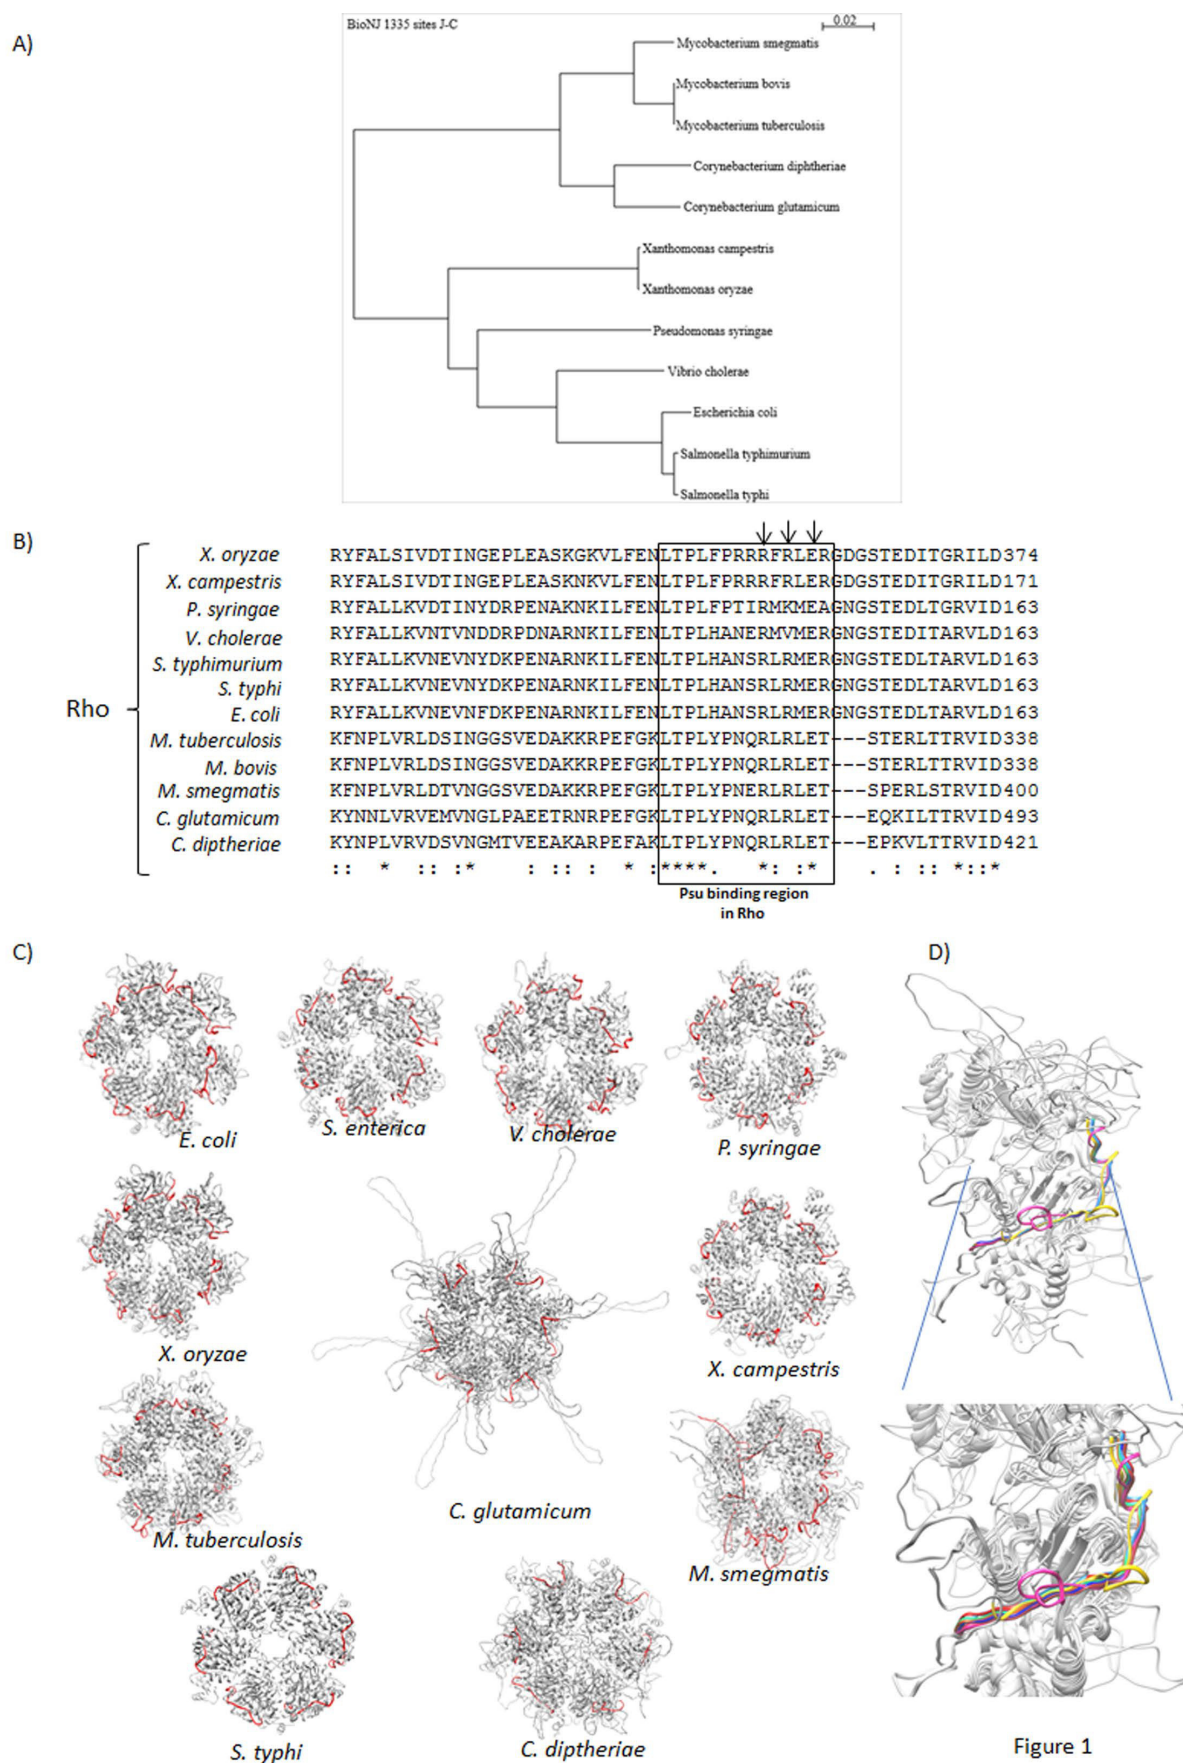 A)
BioNJ 1335 sites J-C
0.02
Mycobacterium smegmatis
Mycobacterium bovis
Mycobacterium tuberculosis
Corynebacterium diphtheriae
Corynebacterium glutamicum
Xanthomonas campestris
Xanthomonas oryzae
Pseudomonas syringae
Vibrio cholerae
Escherichia coli
Salmonella typhimurium
Salmonella typhi
B)
Rho
X. oryzae RYFALSIVDTINGEPLEASKGKVLFENLTPLFPRRRFRLERGDGSTEDITGRILD374
X. campestris RYFALSIVDTINGEPLEASKNKVLFENLTPLFPRRRFRLERGDGSTEDITGRILD171
P. syringae RYFALLKVDTINYDRPENAKNKILFENLTPLFPTIRMKMEAGNGSTEDLTGRVID163
V. cholerae RYFALLKVNTVNDDRPDNARNKILFENLTPLHANERMVMERGNGSTEDITARVLD163
S. typhimurium RYFALLKVNEVNYDKPENARNKILFENLTPLHANSRLRMERGNGSTEDLTARVLD163
S. typhi RYFALLKVNEVNYDKPENARNKILFENLTPLHANSRLRMERGNGSTEDLTARVLD163
E. coli RYFALLKVNEVNFDKPENARNKILFENLTPLHANSRLRMERGNGSTEDLTARVLD163
M. tuberculosis KFNPLVRLDSINGGSVEDAKKRPEFGKLTPLYPNQRLRLET---STERLTTRVID338
M. bovis KFNPLVRLDSINGGSVEDAKKRPEFGKLTPLYPNQRLRLET---STERLTTRVID338
M. smegmatis KFNPLVRLDTVNGGSVEDAKKRPEFGKLTPLYPNERLRLET---SPERLSTRVID400
C. glutamicum KYNNLVRVEMVNGLPAEETRNRPEFGKLTPLYPNQRLRLET---EQKILTTRVID493
C. diptheriae KYNPLVRVDSVNGMTVEEAKARPEFAKLTPLYPNQRLRLET---EPKVLTTRVID421
:: * :: :* : :: : * :****. * : :* . : : *::*
Psu binding region
in Rho
C)
E. coli
S. enterica
V. cholerae
P. syringae
X. oryzae
X. campestris
C. glutamicum
M. tuberculosis
M. smegmatis
S. typhi
C. diptheriae
D)
Figure 1